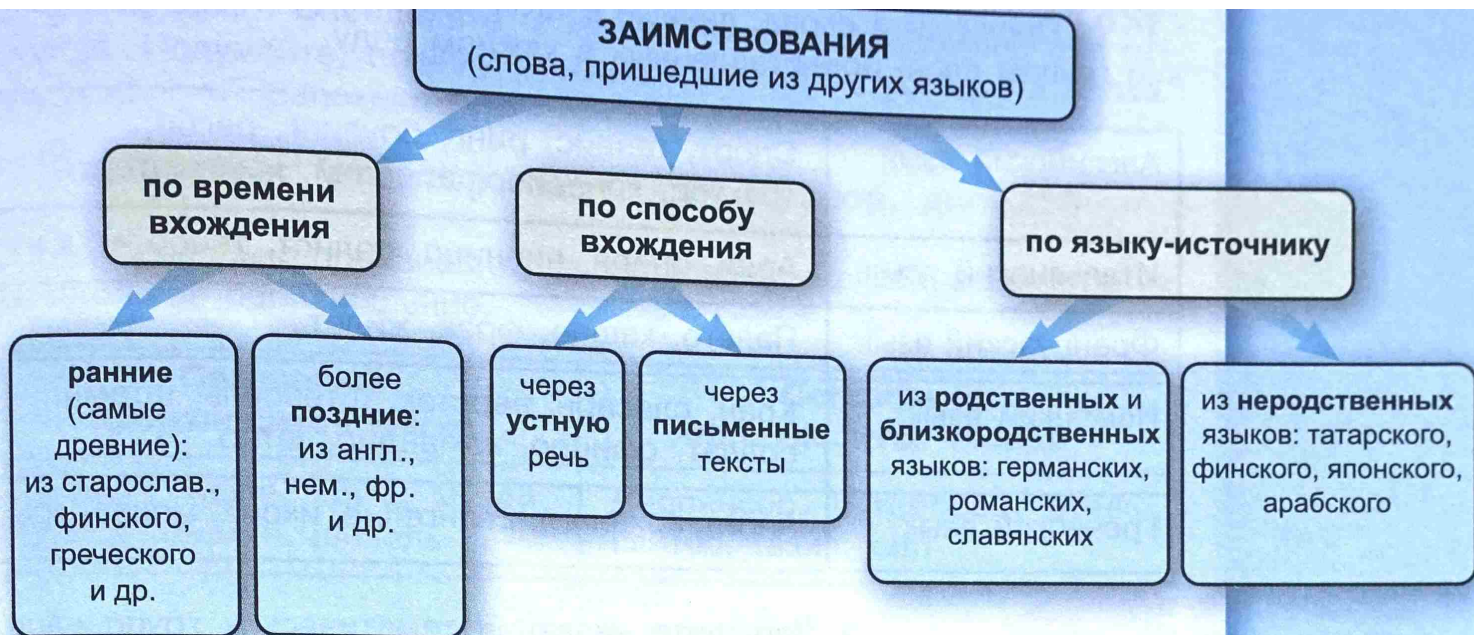 ЗАИМСТВОВАНИЯ
(слова, пришедшие из других языков)
по времени
вхождения
по способу
вхождения
по языку-источнику
ранние
(самые
древние):
из старослав.,
финского,
греческого
и др.
более
поздние:
из англ.,
нем., фр.
и др.
через
устную
речь
через
письменные
тексты
из родственных и
близкородственных
языков: германских,
романских,
славянских
из неродственных
языков: татарского,
финского, японского,
арабского